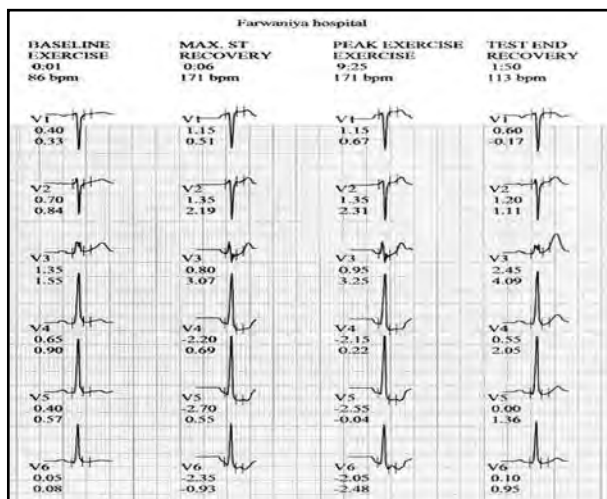 Farwaniya hospital
BASELINE MAX. ST PEAK EXERCISE TEST END
EXERCISE RECOVERY EXERCISE RECOVERY
0:01 0:06 9:25 1:50
86 bpm 171 bpm 171 bpm 113 bpm
V1 V1 V1 V1
0.40 1.15 1.15 0.60
0.33 0.51 0.67 -0.17
V2 V2 V2 V2
0.70 1.35 1.35 1.20
0.84 2.19 2.31 1.11
V3 V3 V3 V3
1.35 0.80 0.95 2.45
1.55 3.07 3.25 4.09
V4 V4 V4 V4
0.65 -2.20 -2.15 0.55
0.90 0.69 0.22 2.05
V5 V5 V5 V5
0.40 -2.70 -2.55 0.00
0.57 0.55 -0.04 1.36
V6 V6 V6 V6
0.05 -2.35 -2.05 0.10
0.08 -0.93 -2.48 0.95